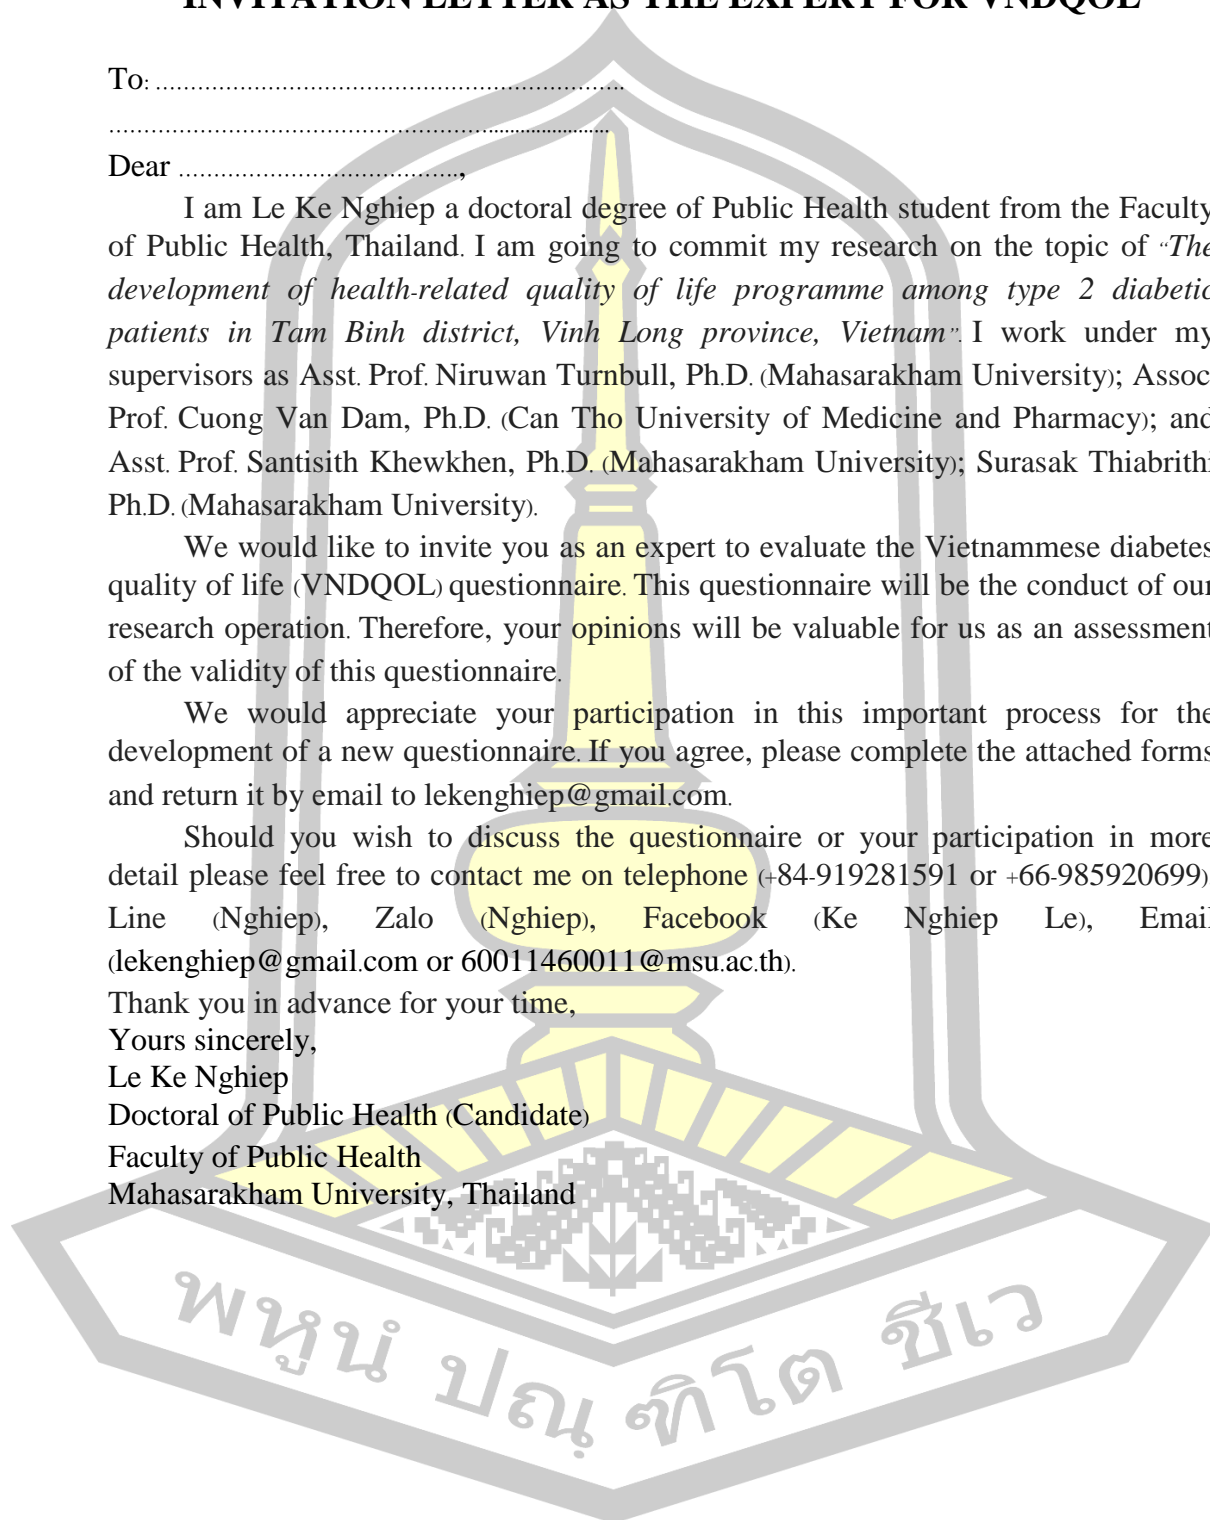 INVITATION LETTER AS THE EXPERT FOR VNDQOL
To: ……………………………………………………….
……………………………………………......................
Dear ………………………………….,
I am Le Ke Nghiep a doctoral degree of Public Health student from the Faculty
of Public Health, Thailand. I am going to commit my research on the topic of “The
development of health-related quality of life programme among type 2 diabetic
patients in Tam Binh district, Vinh Long province, Vietnam”. I work under my
supervisors as Asst. Prof. Niruwan Turnbull, Ph.D. (Mahasarakham University); Assoc
Prof. Cuong Van Dam, Ph.D. (Can Tho University of Medicine and Pharmacy); and
Asst. Prof. Santisith Khewkhen, Ph.D. (Mahasarakham University); Surasak Thiabrithi
Ph.D. (Mahasarakham University).
We would like to invite you as an expert to evaluate the Vietnammese diabetes
quality of life (VNDQOL) questionnaire. This questionnaire will be the conduct of our
research operation. Therefore, your opinions will be valuable for us as an assessment
of the validity of this questionnaire.
We would appreciate your participation in this important process for the
development of a new questionnaire. If you agree, please complete the attached forms
and return it by email to lekenghiep@gmail.com.
Should you wish to discuss the questionnaire or your participation in more
detail please feel free to contact me on telephone (+84-919281591 or +66-985920699)
Line (Nghiep), Zalo (Nghiep), Facebook (Ke Nghiep Le), Email
(lekenghiep@gmail.com or 60011460011@msu.ac.th).
Thank you in advance for your time,
Yours sincerely,
Le Ke Nghiep
Doctoral of Public Health (Candidate)
Faculty of Public Health
Mahasarakham University, Thailand
พหูนํ ปณฺฑิโต ชีเว